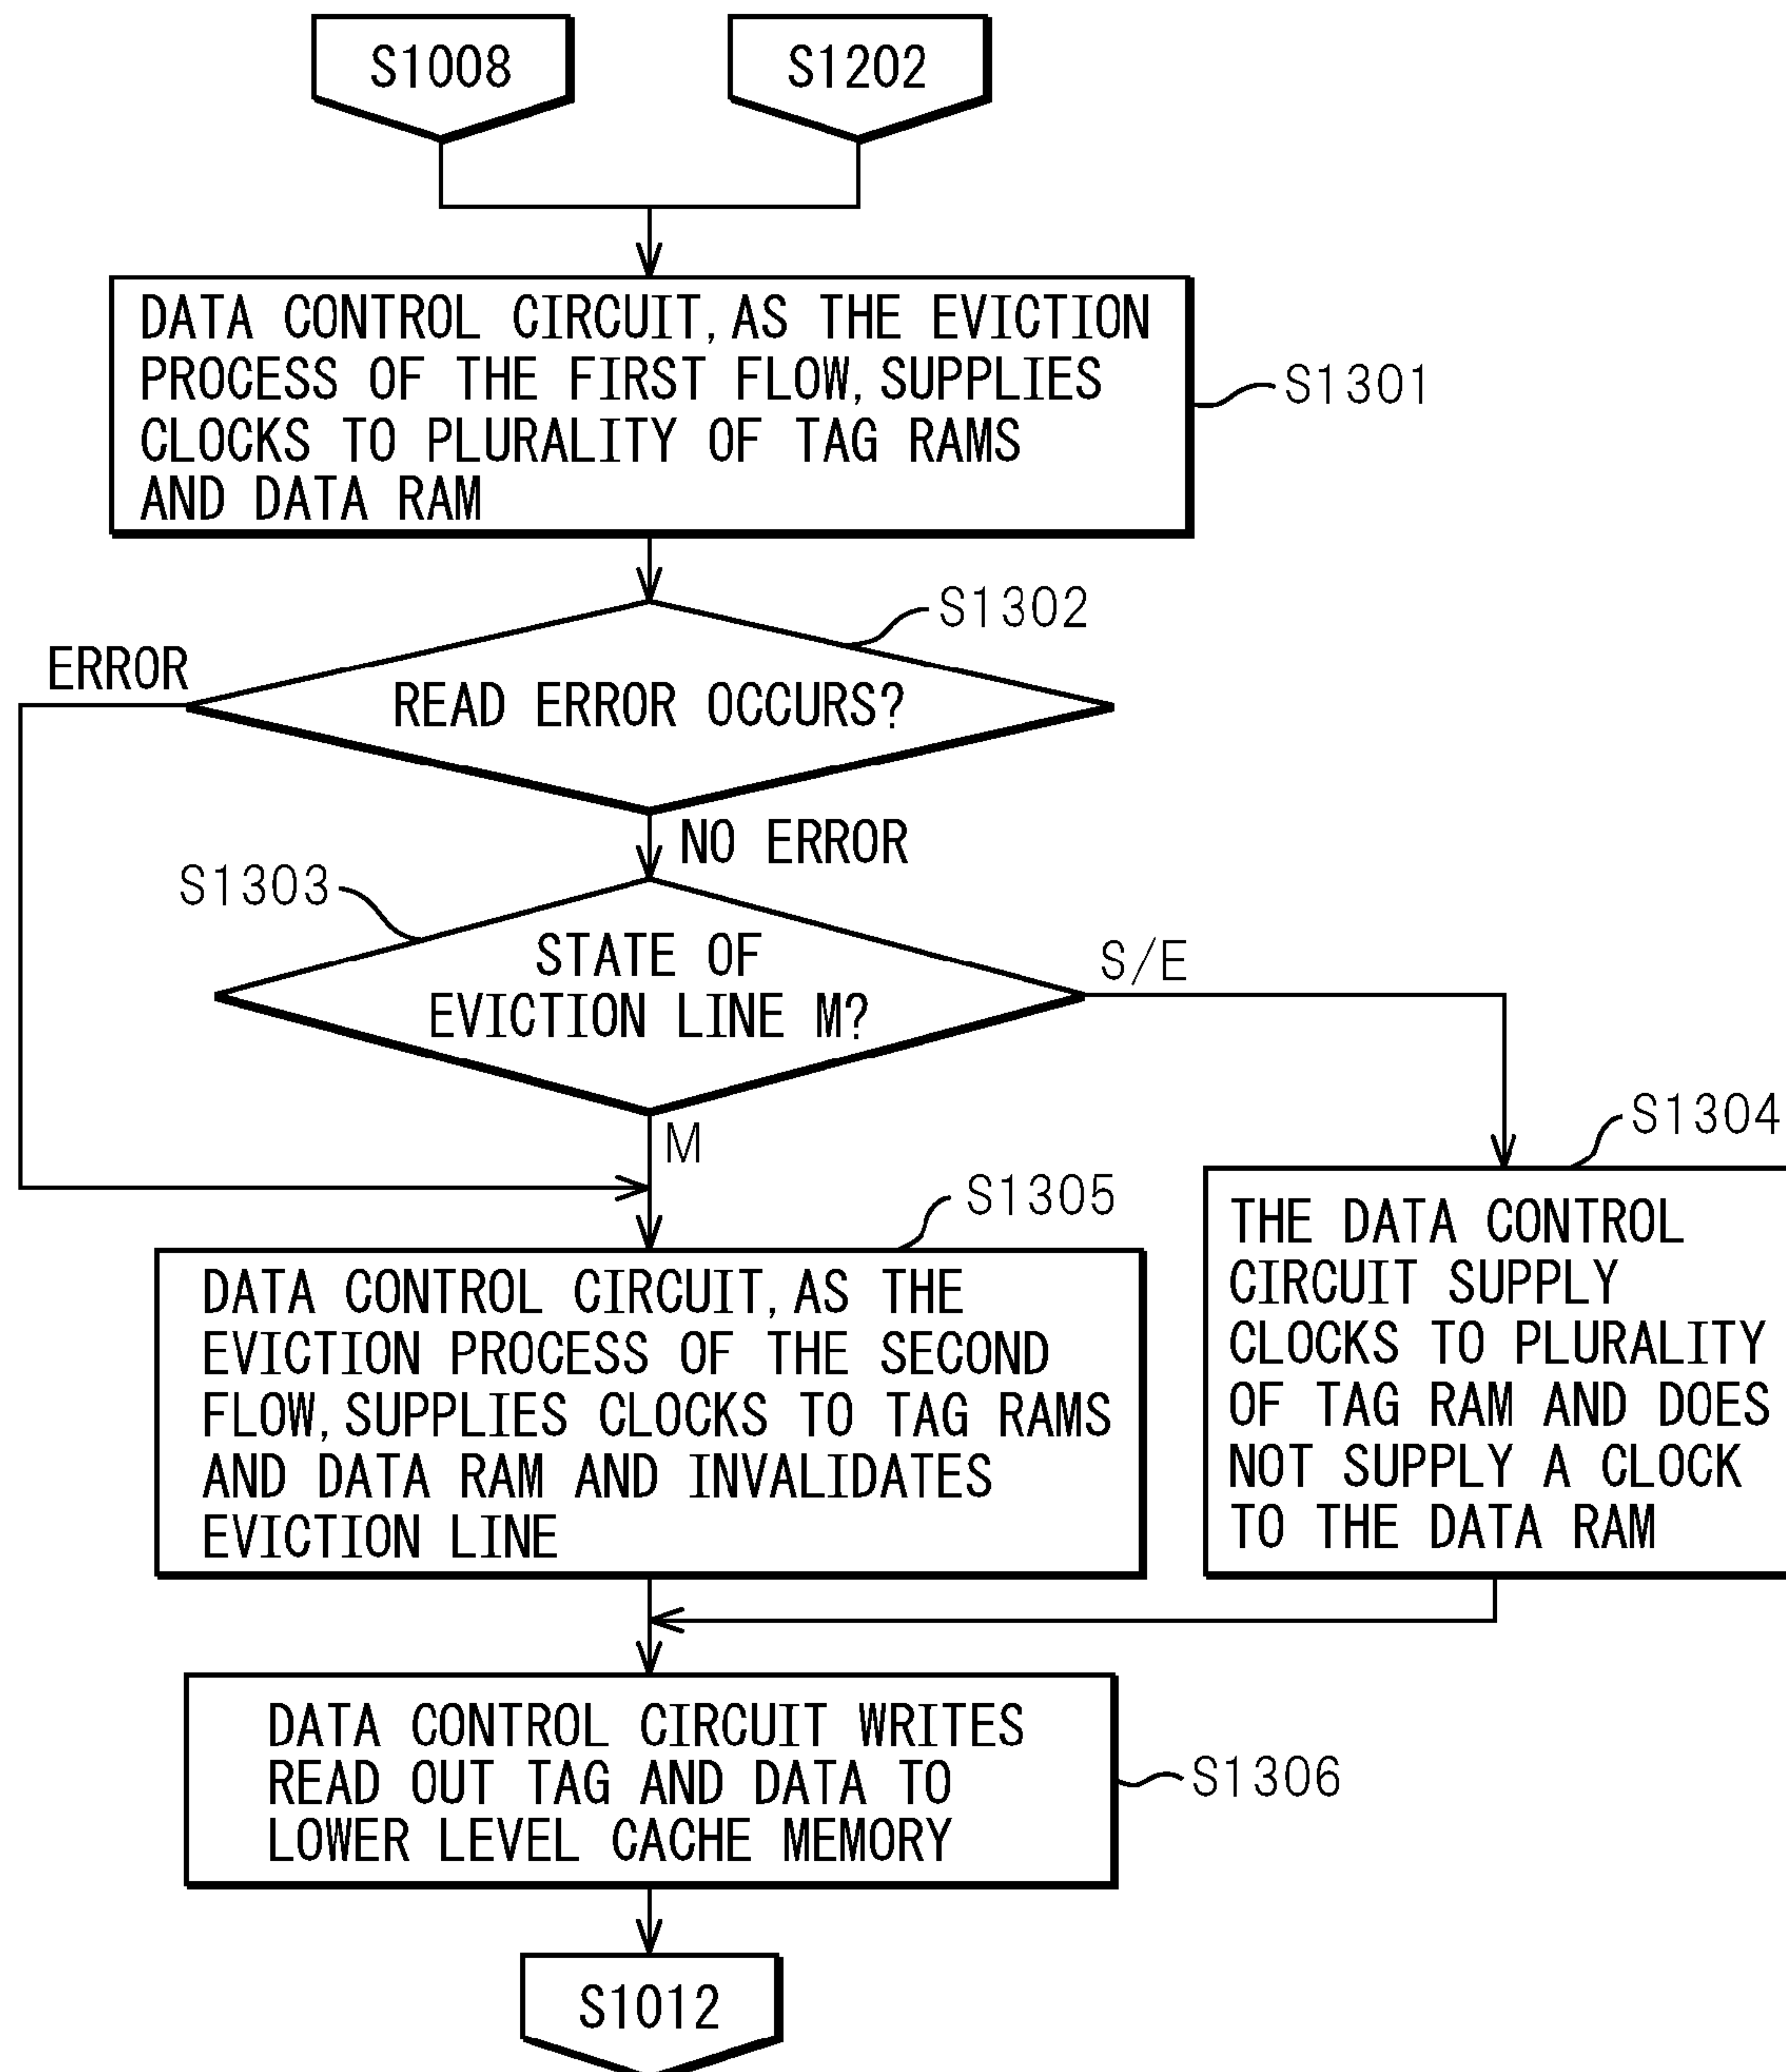 S1008
S1202
DATA CONTROL CIRCUIT, AS THE EVICTION
PROCESS OF THE FIRST FLOW, SUPPLIES
CLOCKS TO PLURALITY OF TAG RAMS
AND DATA RAM
S1301
S1302
ERROR
READ ERROR OCCURS?
NO ERROR
S1303
STATE OF
EVICTION LINE M?
S/E
M
S1304
S1305
THE DATA CONTROL
CIRCUIT SUPPLY
CLOCKS TO PLURALITY
OF TAG RAM AND DOES
NOT SUPPLY A CLOCK
TO THE DATA RAM
DATA CONTROL CIRCUIT, AS THE
EVICTION PROCESS OF THE SECOND
FLOW, SUPPLIES CLOCKS TO TAG RAMS
AND DATA RAM AND INVALIDATES
EVICTION LINE
DATA CONTROL CIRCUIT WRITES
READ OUT TAG AND DATA TO
LOWER LEVEL CACHE MEMORY
S1306
S1012